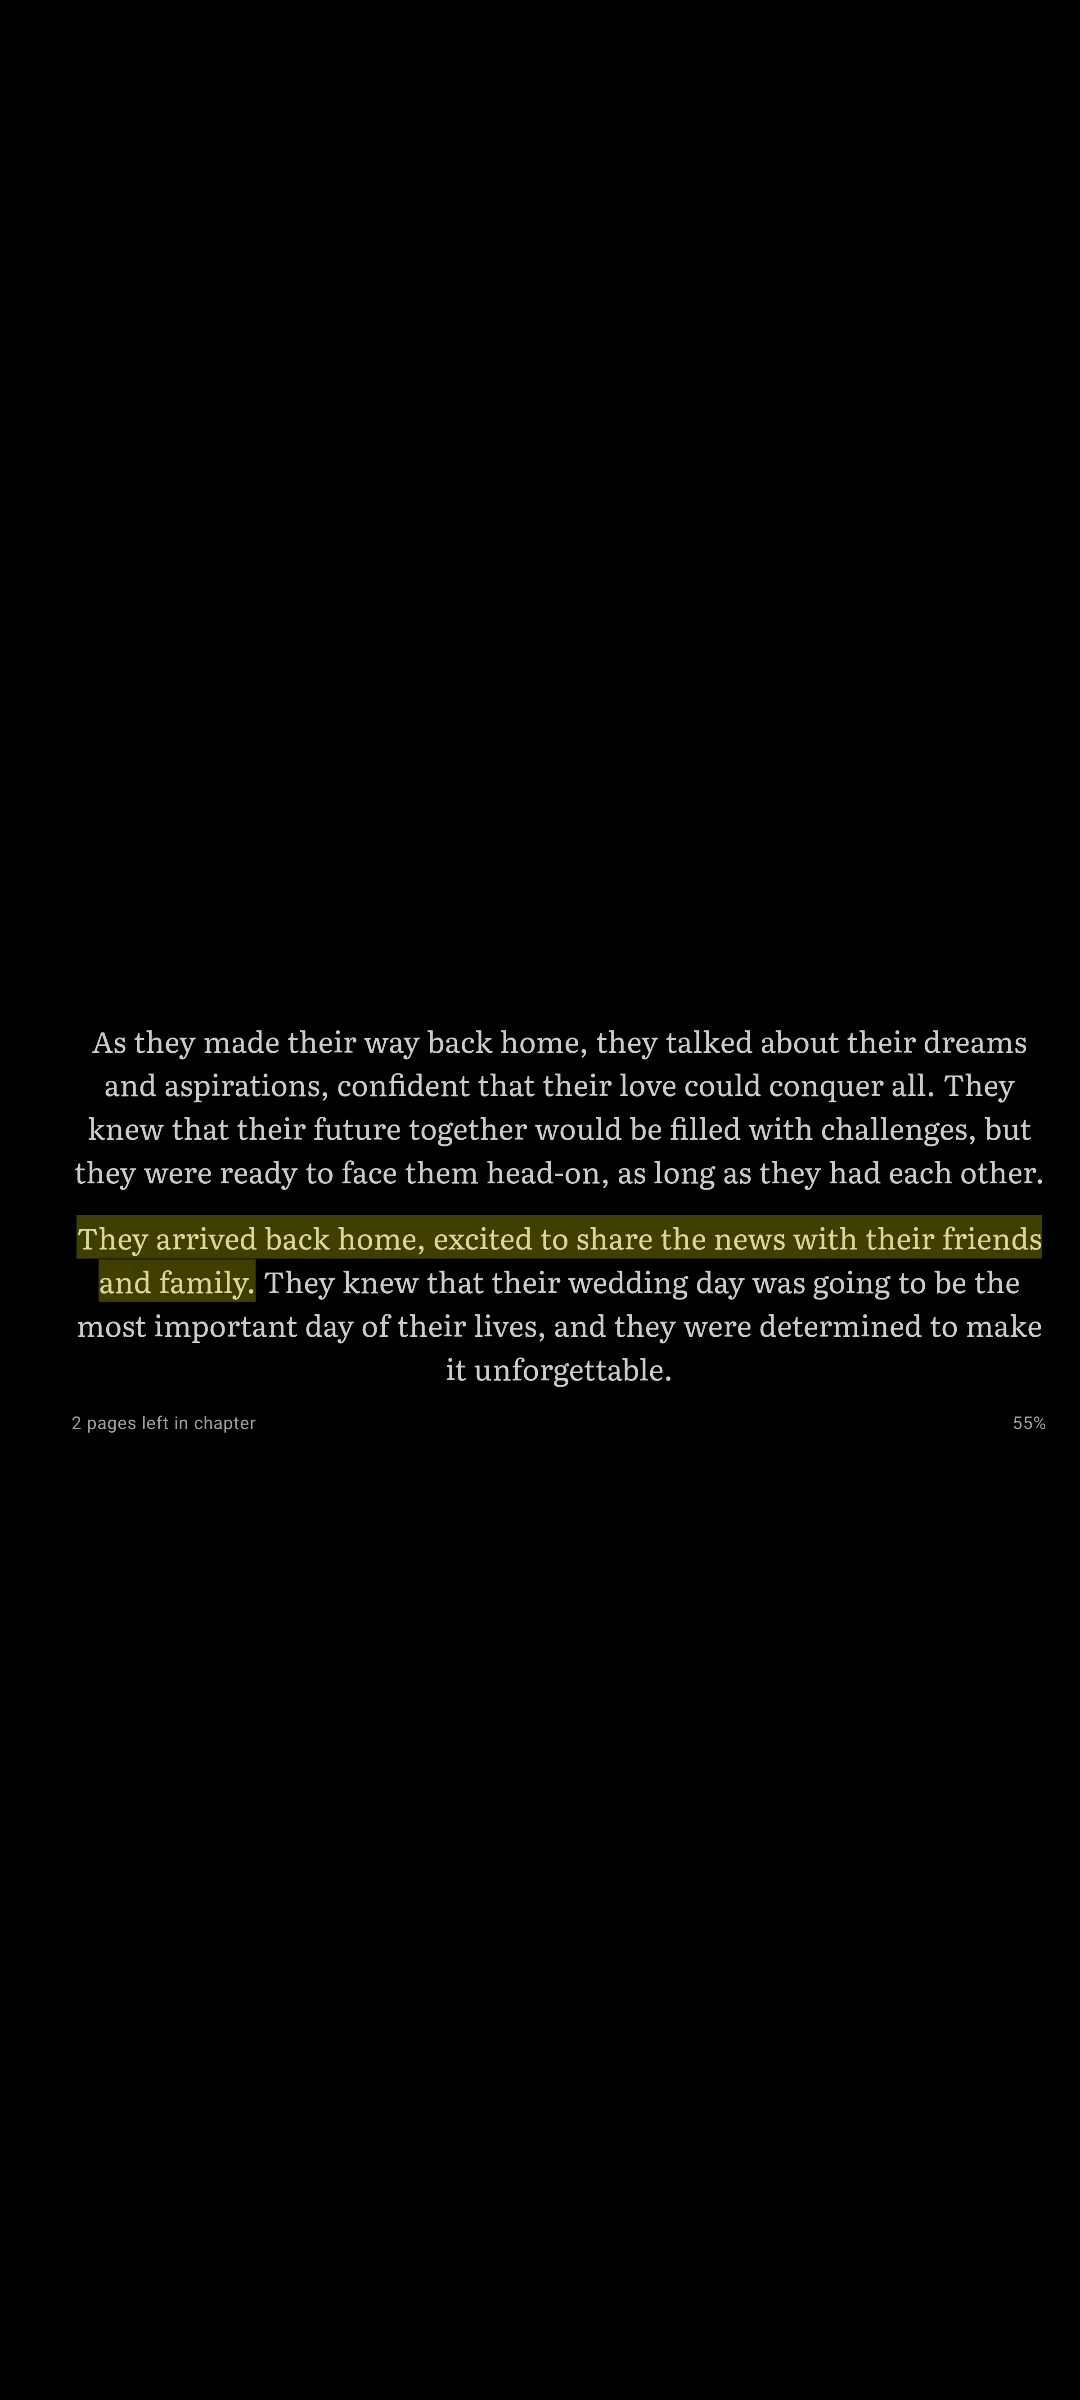 As they made their way back home, they talked about their dreams
and aspirations, confident that their love could conquer all. They
knew that their future together would be filled with challenges, but
they were ready to face them head-on, as long as they had each other.
They arrived back home, excited to share the news with their friends
and family. They knew that their wedding day was going to be the
most important day of their lives, and they were determined to make
it unforgettable.
2 pages left in chapter
55%